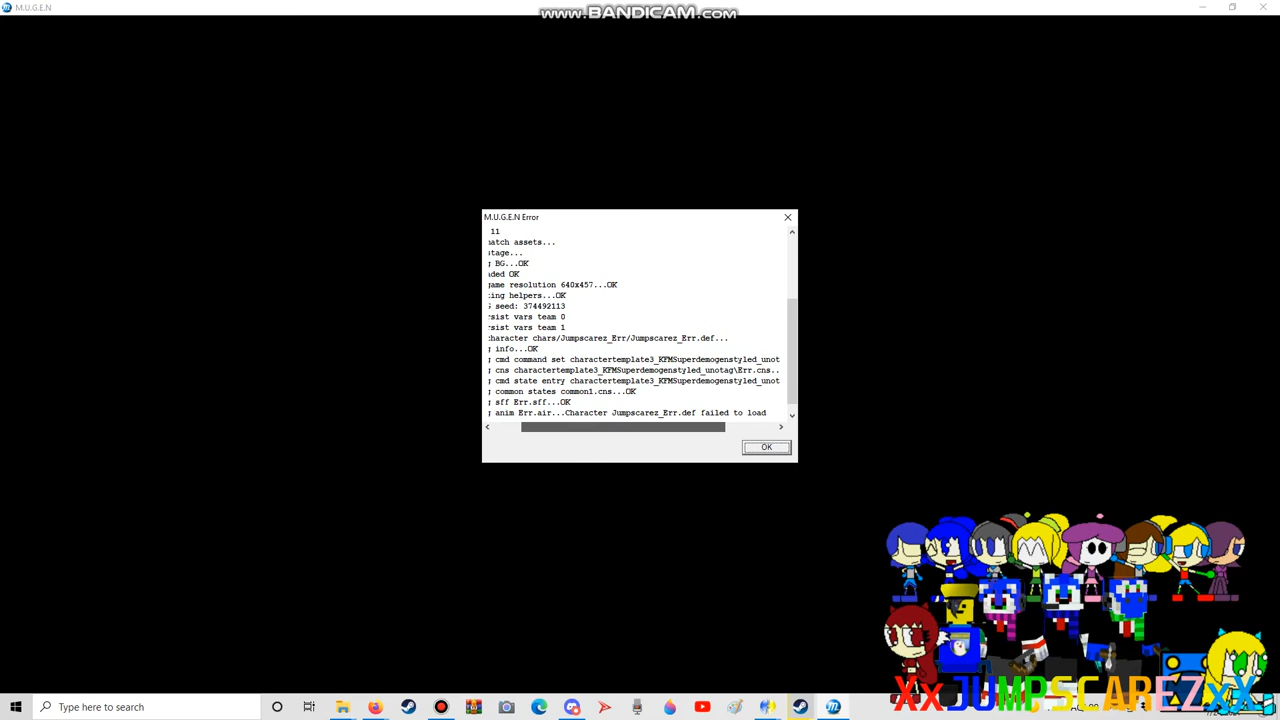 M.U.G.E.N
www.BANDICAM.com
M.U.G.E.N Error
11
atch assets...
tage...
BG...OK
ded OK
ame resolution 640x457...OK
ing helpers...OK
seed: 374492113
sist vars team 0
sist vars team 1
haracter chars/Jumpscarez_Err/Jumpscarez_Err.def...
info...OK
cmd command set charactertemplate3_KFMSuperdemogenstyled_unot
cns charactertemplate3_KFMSuperdemogenstyled_unotag\Err.cns..
cmd state entry charactertemplate3_KFMSuperdemogenstyled_unot
common states common1.cns...OK
sff Err.sff...OK
anim Err.air...Character Jumpscarez_Err.def failed to load
OK
XxJUMPSCAREZxX
Type here to search